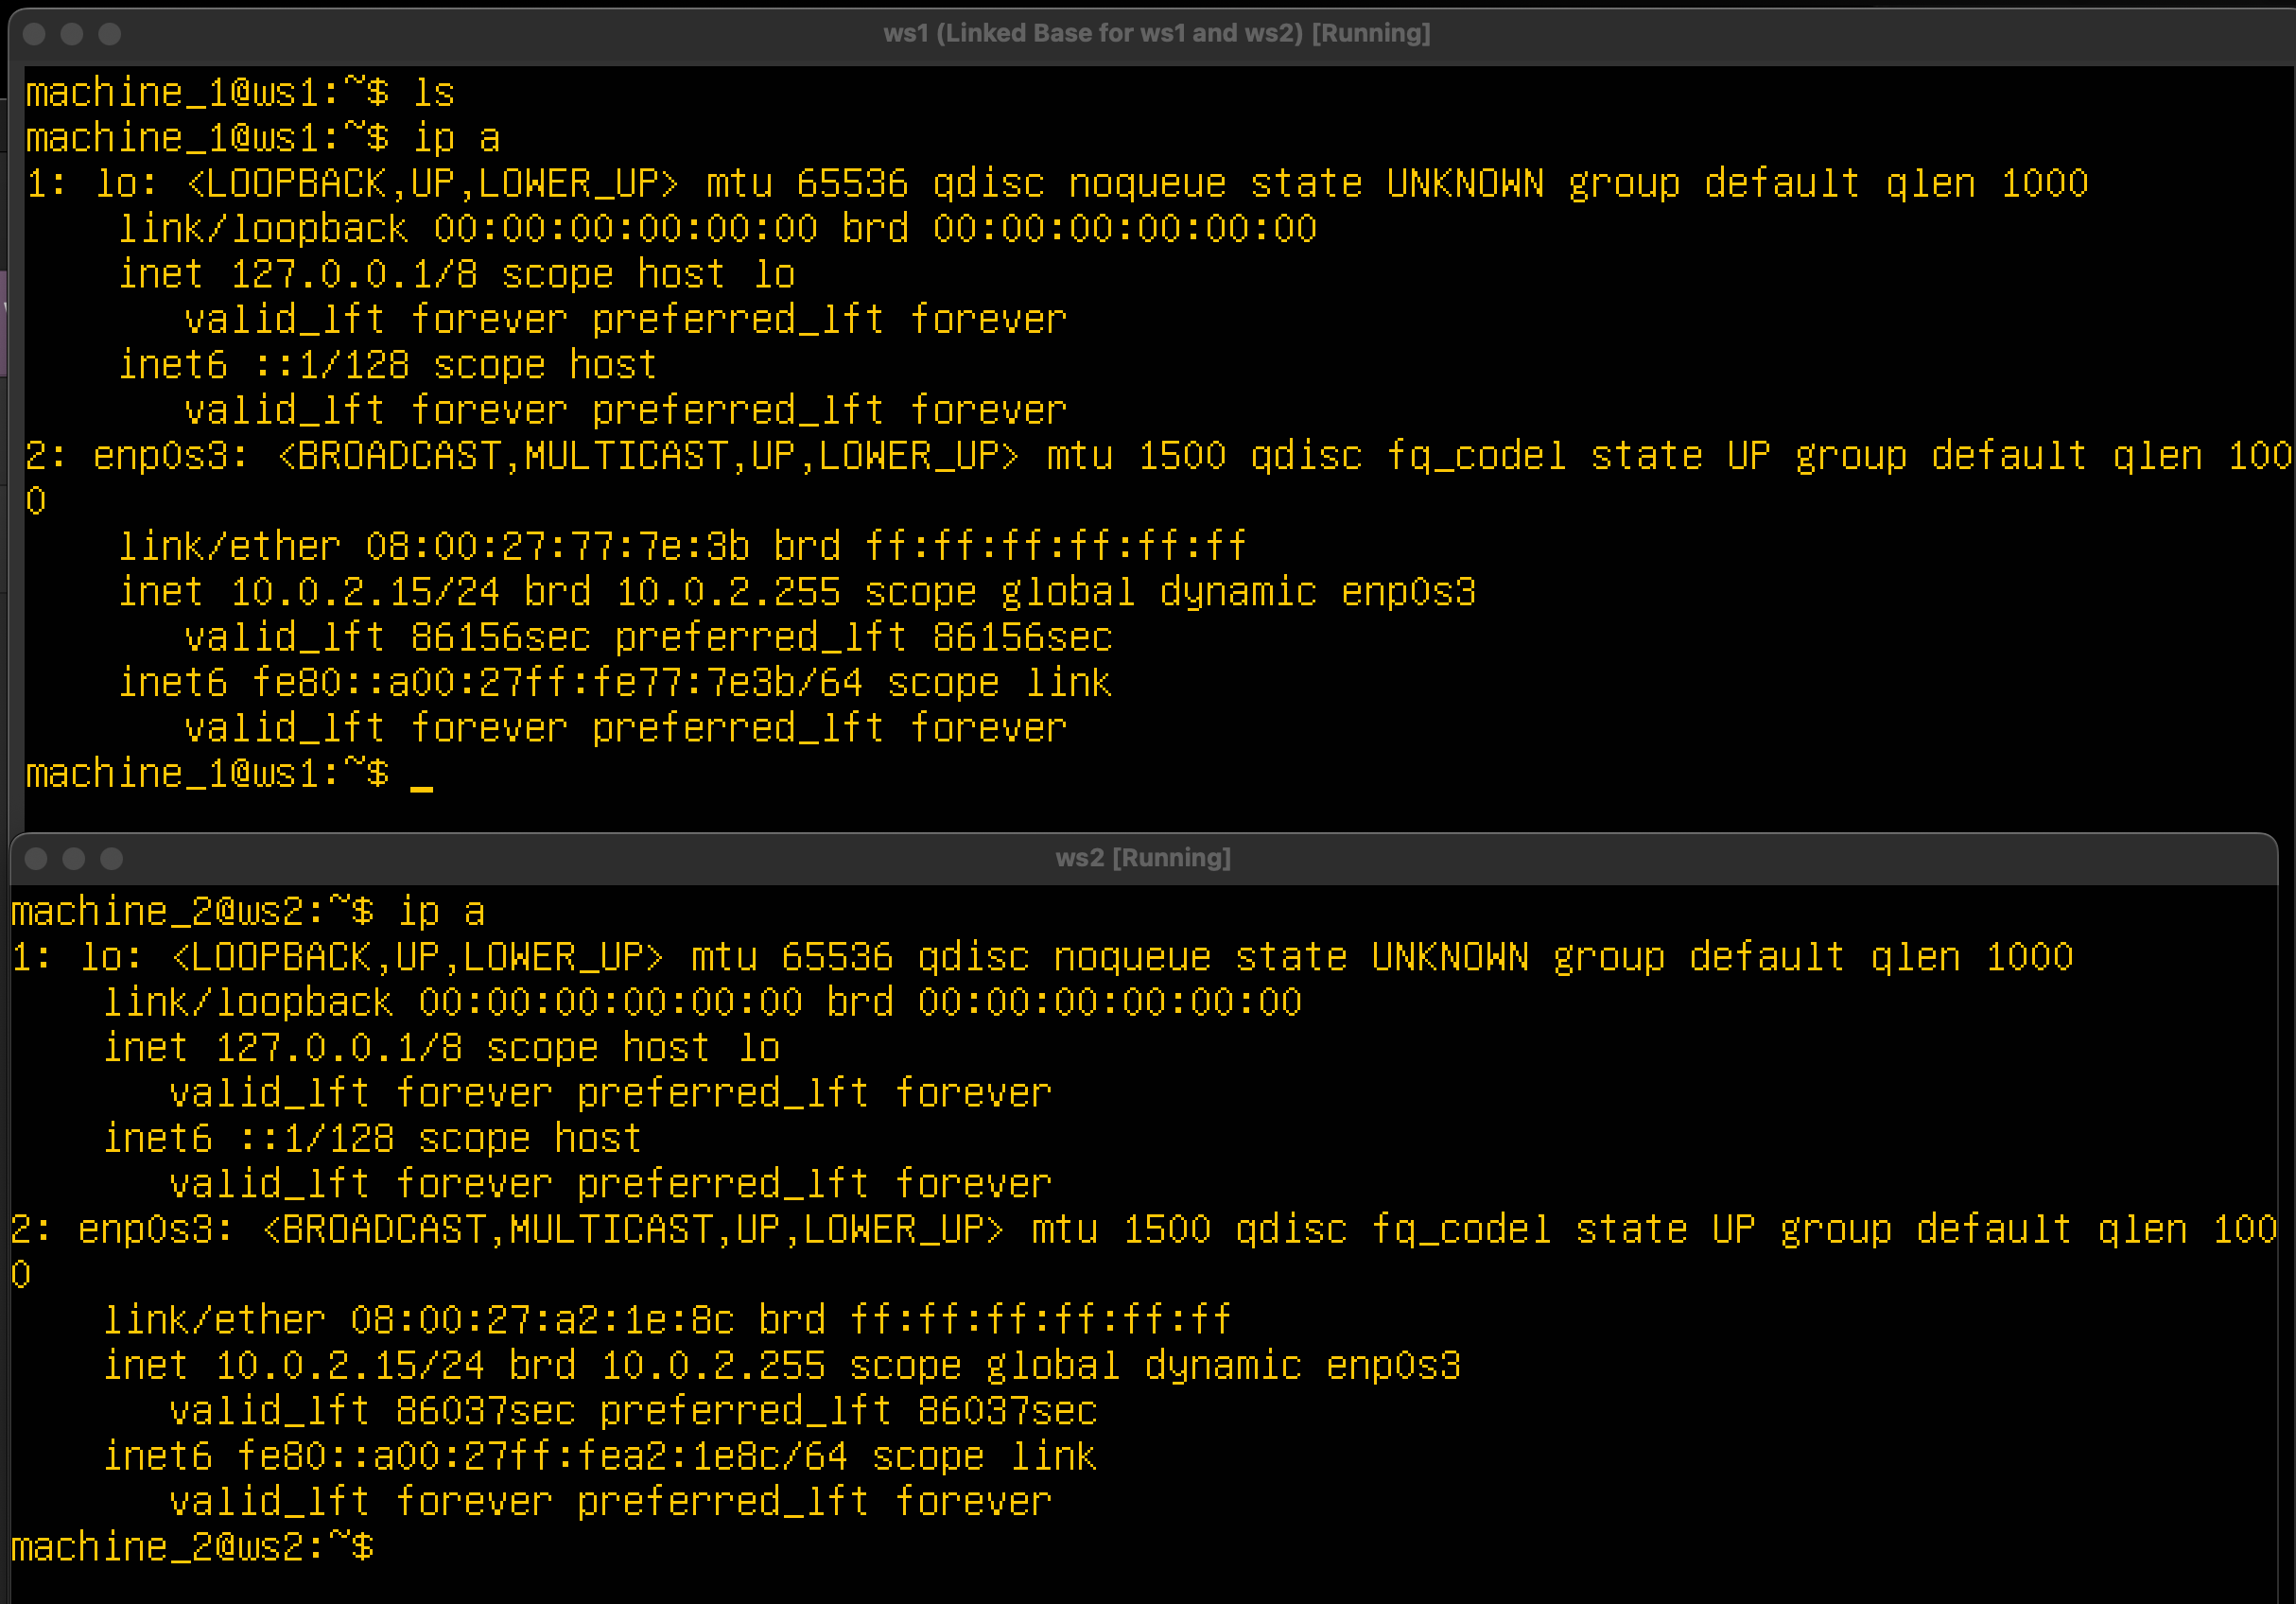 ws1 (Linked Base for ws1 and ws2) [Running]
machine_1@ws1:~$ ls
machine_1@ws1:~$ ip a
1: lo: <LOOPBACK,UP,LOWER_UP> mtu 65536 qdisc noqueue state UNKNOWN group default qlen 1000
    link/loopback 00:00:00:00:00:00 brd 00:00:00:00:00:00
    inet 127.0.0.1/8 scope host lo
       valid_lft forever preferred_lft forever
    inet6 ::1/128 scope host
       valid_lft forever preferred_lft forever
2: enp0s3: <BROADCAST,MULTICAST,UP,LOWER_UP> mtu 1500 qdisc fq_codel state UP group default qlen 100
0
    link/ether 08:00:27:77:7e:3b brd ff:ff:ff:ff:ff:ff
    inet 10.0.2.15/24 brd 10.0.2.255 scope global dynamic enp0s3
       valid_lft 86156sec preferred_lft 86156sec
    inet6 fe80::a00:27ff:fe77:7e3b/64 scope link
       valid_lft forever preferred_lft forever
machine_1@ws1:~$ _
ws2 [Running]
machine_2@ws2:~$ ip a
1: lo: <LOOPBACK,UP,LOWER_UP> mtu 65536 qdisc noqueue state UNKNOWN group default qlen 1000
    link/loopback 00:00:00:00:00:00 brd 00:00:00:00:00:00
    inet 127.0.0.1/8 scope host lo
       valid_lft forever preferred_lft forever
    inet6 ::1/128 scope host
       valid_lft forever preferred_lft forever
2: enp0s3: <BROADCAST,MULTICAST,UP,LOWER_UP> mtu 1500 qdisc fq_codel state UP group default qlen 100
0
    link/ether 08:00:27:a2:1e:8c brd ff:ff:ff:ff:ff:ff
    inet 10.0.2.15/24 brd 10.0.2.255 scope global dynamic enp0s3
       valid_lft 86037sec preferred_lft 86037sec
    inet6 fe80::a00:27ff:fea2:1e8c/64 scope link
       valid_lft forever preferred_lft forever
machine_2@ws2:~$